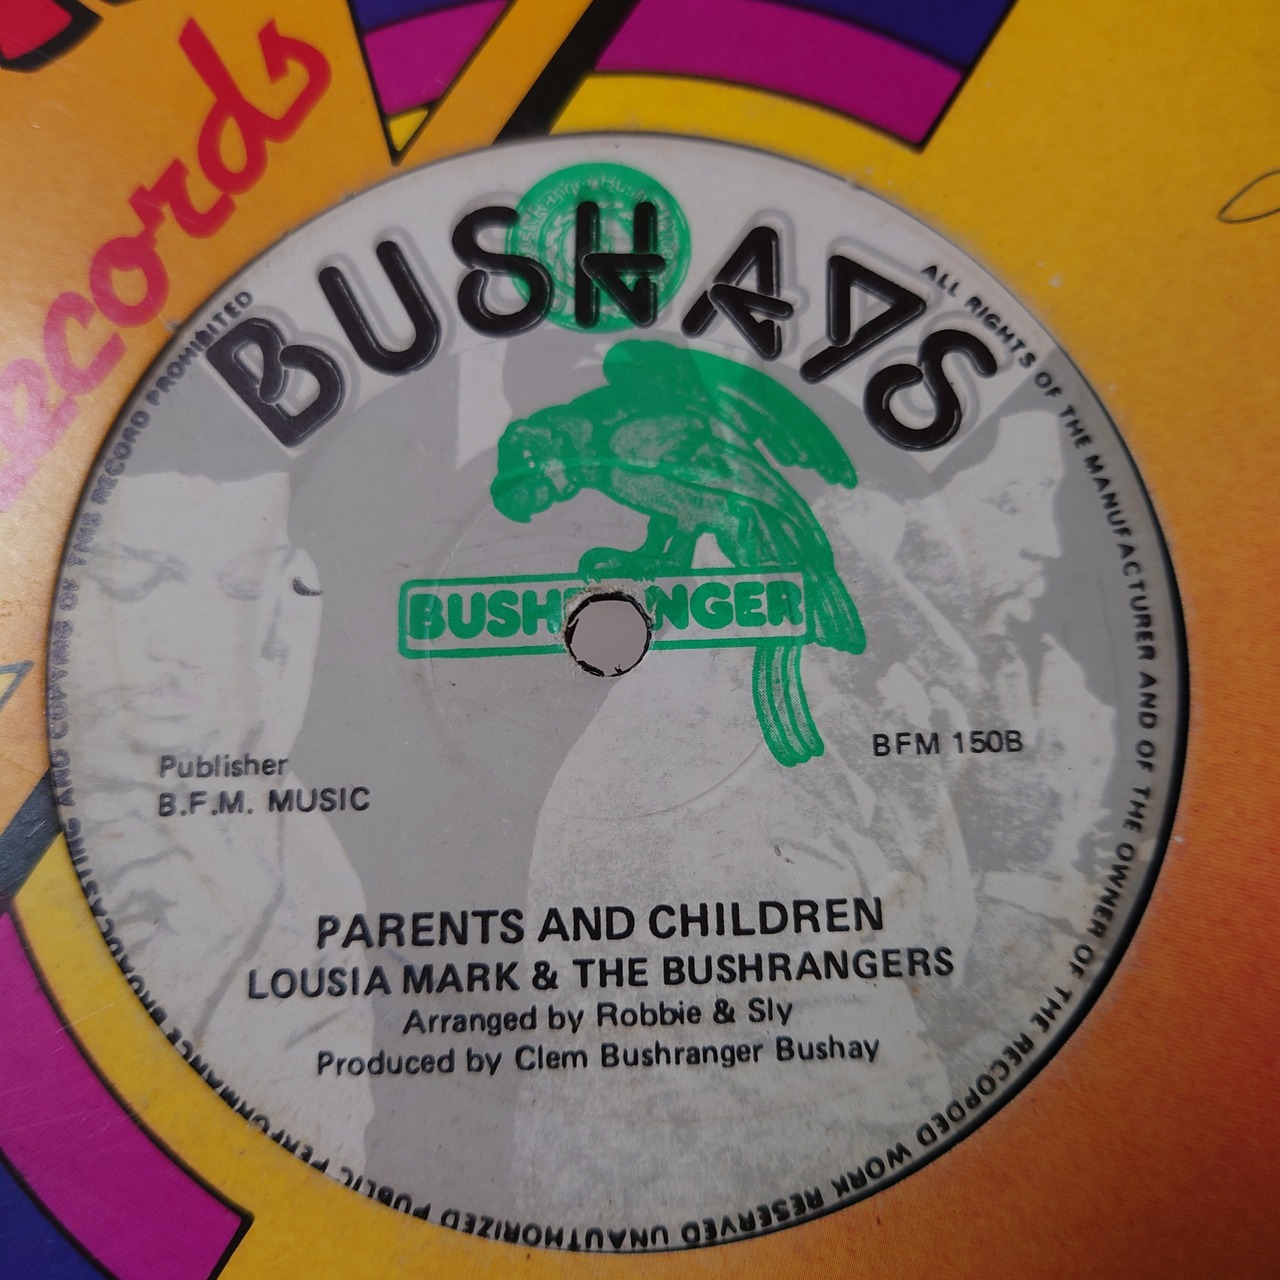 ecords
BUSHAYS
BUSHRANGER
Publisher
B.F.M. MUSIC
BFM 150B
PARENTS AND CHILDREN
LOUSIA MARK & THE BUSHRANGERS
Arranged by Robbie & Sly
Produced by Clem Bushranger Bushay
ALL RIGHTS OF THE MANUFACTURER AND OF THE OWNER OF THE RECORDED WORK RESERVED UNAUTHORIZED PUBLIC PERFORMANCE BROADCASTING AND COPYING OF THIS RECORD PROHIBITED